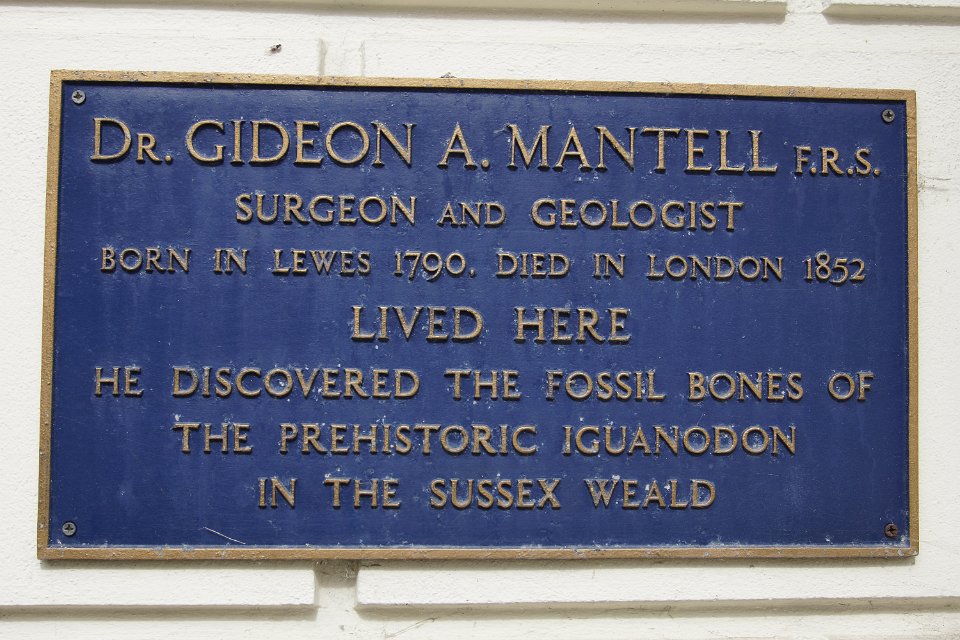 DR. GIDEON A. MANTELL F.R.S.
SURGEON AND GEOLOGIST
BORN IN LEWES 1790. DIED IN LONDON 1852
LIVED HERE
HE DISCOVERED THE FOSSIL BONES OF
THE PREHISTORIC IGUANODON
IN THE SUSSEX WEALD